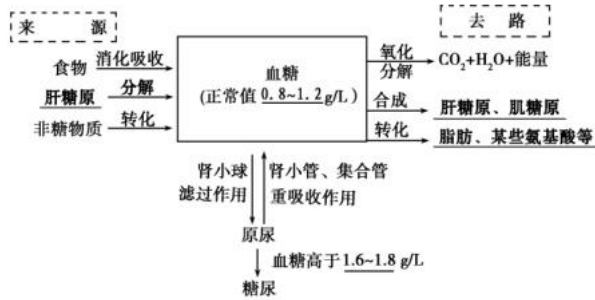 来 源
去 路
食物 消化吸收
氧化
分解
CO₂+H₂O+能量
血糖
(正常值0.8~1.2g/L)
肝糖原 分解
合成 肝糖原、肌糖原
非糖物质 转化
转化 脂肪、某些氨基酸等
肾小球
滤过作用
肾小管、集合管
重吸收作用
原尿
血糖高于1.6~1.8 g/L
糖尿